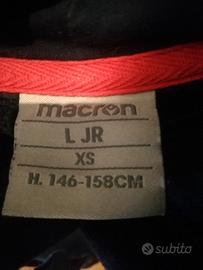 macron
L JR
XS
H. 146-158CM
subito